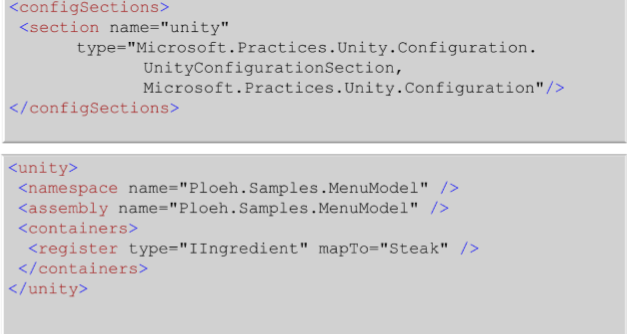 <configSections>
<section name="unity"
type="Microsoft.Practices.Unity.Configuration.
UnityConfigurationSection,
Microsoft.Practices.Unity.Configuration"/>
</configSections>
<unity>
<namespace name="Ploeh.Samples.MenuModel" />
<assembly name="Ploeh.Samples.MenuModel" />
<containers>
<register type="IIngredient" mapTo="Steak" />
</containers>
</unity>